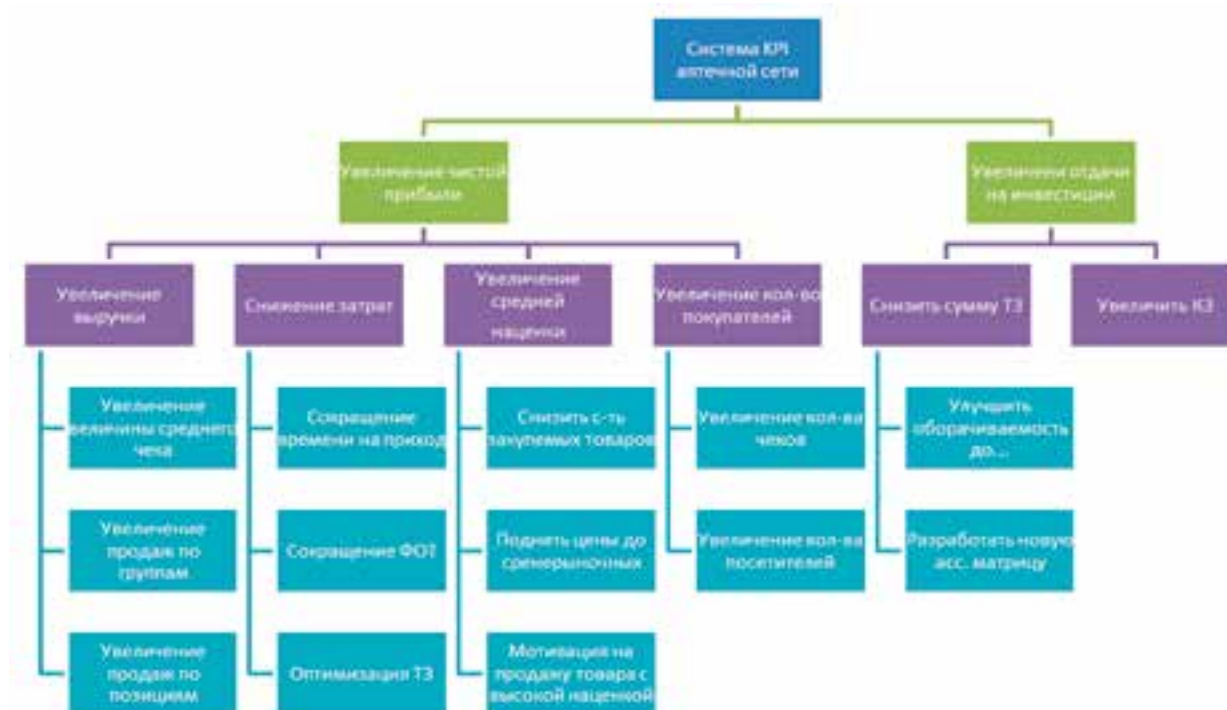 Система KPI
аптечной сети
Увеличение чистой
прибыли
Увеличени отдачи
на инвестиции
Увеличение
выручки
Снижение затрат
Увеличение
средней
наценки
Увеличение кол-во
покупателей
Снизить сумму ТЗ
Увеличить КЗ
Увеличение
величины среднего
чека
Сокращение
времени на приход
Снизить с-ть
закупемых товаров
Увеличение кол-ва
чеков
Улучшить
оборачиваемость
до...
Увеличение
продаж по
группам
Сокращение ФОТ
Поднять цены до
сренерыночных
Увеличение кол-ва
посетителей
Разработать новую
асс. матрицу
Увеличение
продаж по
позициям
Оптимизация ТЗ
Мотивация на
продажу товара с
высокой наценкой